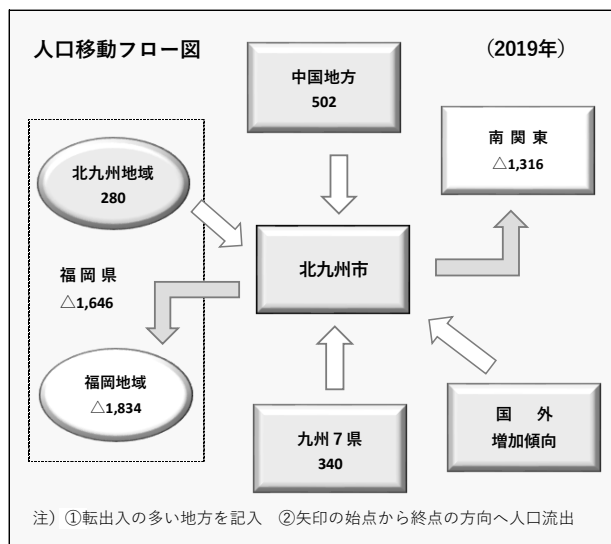 人口移動フロー図
（2019年）
中国地方
502
南 関 東
△1,316
北九州地域
280
北九州市
福 岡 県
△1,646
福岡地域
△1,834
九州７県
340
国　　外
増加傾向
注）①転出入の多い地方を記入　②矢印の始点から終点の方向へ人口流出